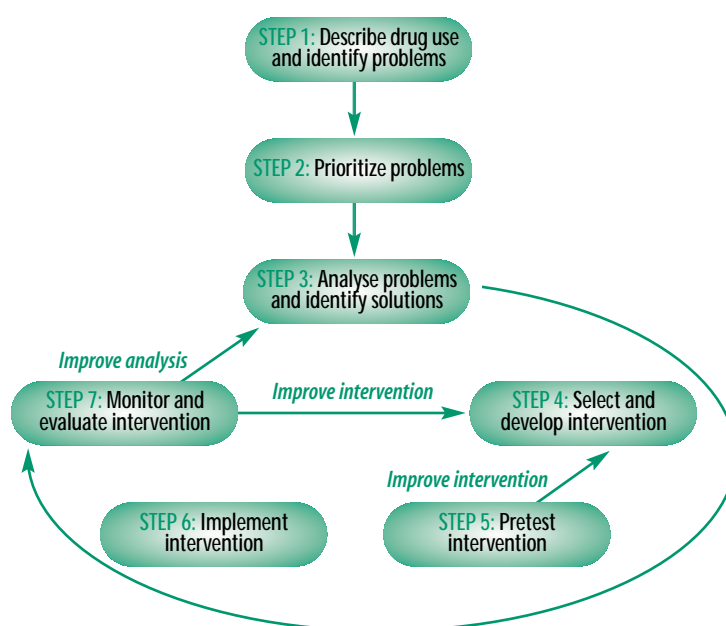 STEP 1: Describe drug use
and identify problems
STEP 2: Prioritize problems
STEP 3: Analyse problems
and identify solutions
Improve analysis
STEP 7: Monitor and
evaluate intervention
Improve intervention
STEP 4: Select and
develop intervention
Improve intervention
STEP 6: Implement
intervention
STEP 5: Pretest
intervention